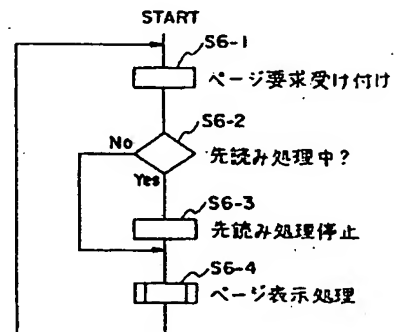 START
S6-1
ページ要求受け付け
S6-2
No
先読み処理中?
Yes
S6-3
先読み処理停止
S6-4
ページ表示処理